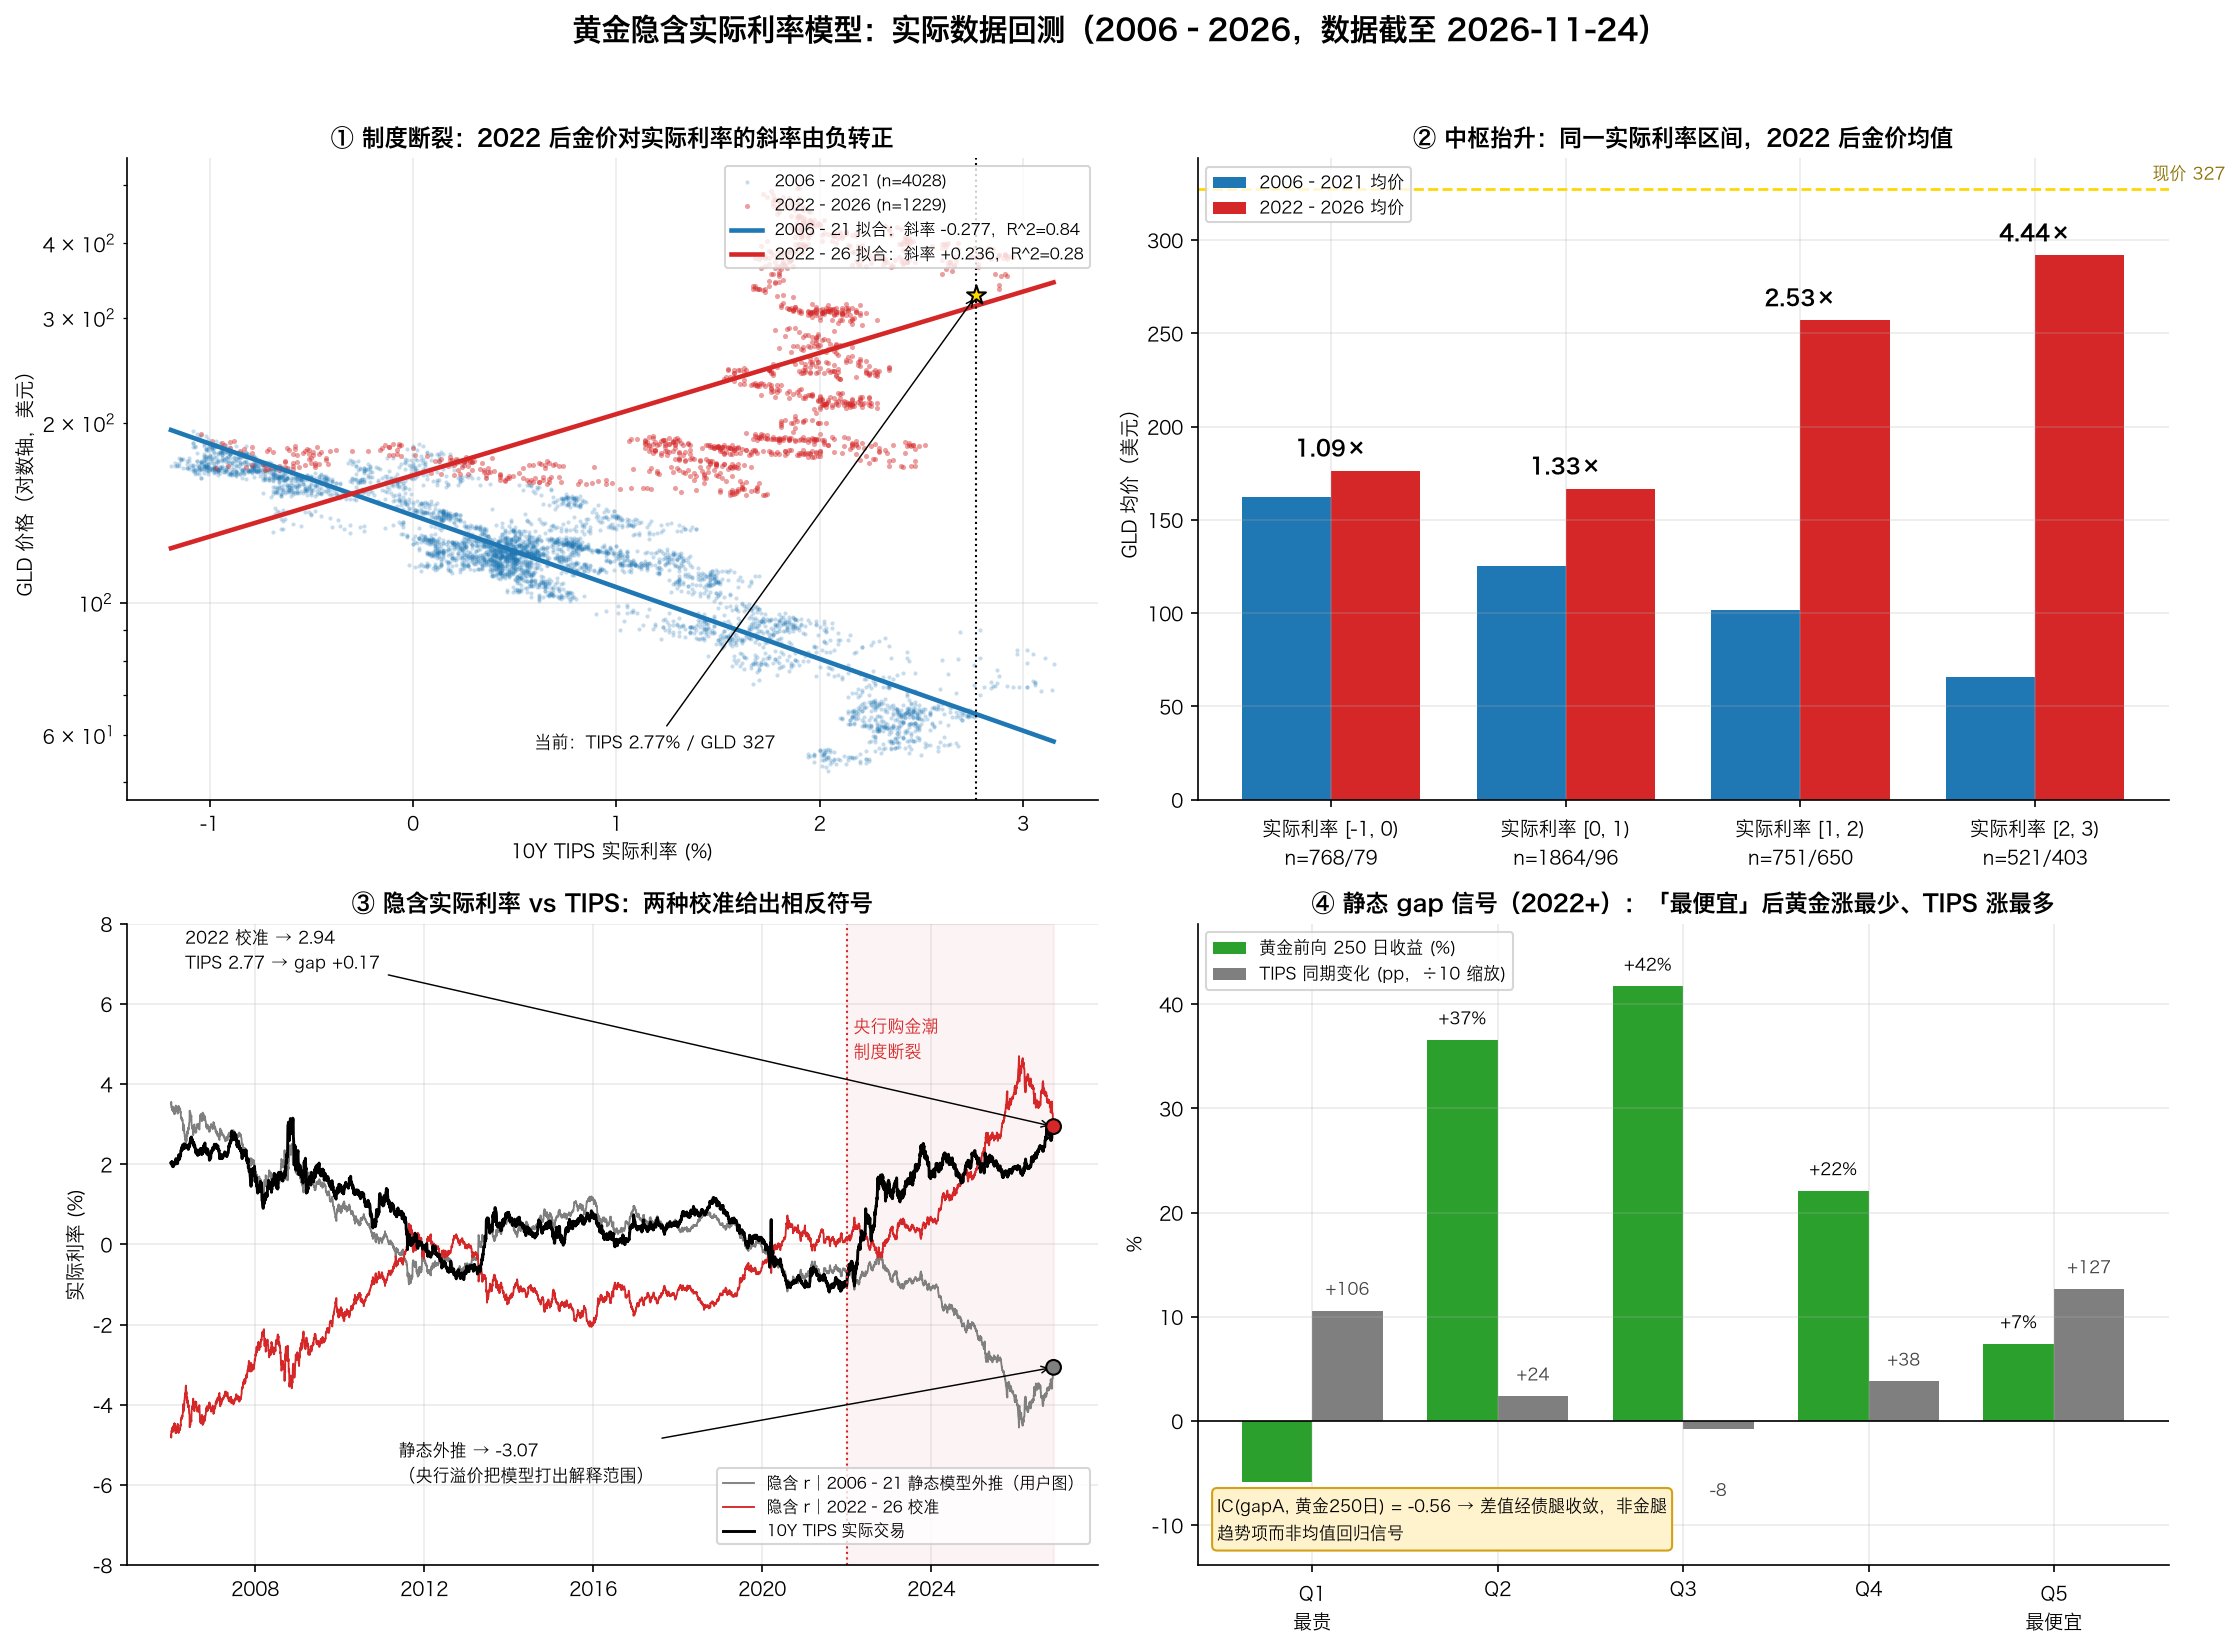 黄金隐含实际利率模型：实际数据回测（2006 - 2026，数据截至 2026-11-24）
① 制度断裂：2022 后金价对实际利率的斜率由负转正
2006 - 2021 (n=4028)
2022 - 2026 (n=1229)
2006 - 21 拟合：斜率 -0.277，R^2=0.84
2022 - 26 拟合：斜率 +0.236，R^2=0.28
4 × 10²
3 × 10²
2 × 10²
10²
6 × 10¹
GLD 价格（对数轴，美元）
当前：TIPS 2.77% / GLD 327
-1
0
1
2
3
10Y TIPS 实际利率 (%)
② 中枢抬升：同一实际利率区间，2022 后金价均值
2006 - 2021 均价
2022 - 2026 均价
现价 327
300
250
200
150
100
50
0
GLD 均价（美元）
1.09×
1.33×
2.53×
4.44×
实际利率 [-1, 0)
n=768/79
实际利率 [0, 1)
n=1864/96
实际利率 [1, 2)
n=751/650
实际利率 [2, 3)
n=521/403
③ 隐含实际利率 vs TIPS：两种校准给出相反符号
2022 校准 → 2.94
TIPS 2.77 → gap +0.17
央行购金潮
制度断裂
8
6
4
2
0
-2
-4
-6
-8
实际利率 (%)
静态外推 → -3.07
（央行溢价把模型打出解释范围）
隐含 r｜2006 - 21 静态模型外推（用户图）
隐含 r｜2022 - 26 校准
10Y TIPS 实际交易
2008
2012
2016
2020
2024
④ 静态 gap 信号（2022+）：「最便宜」后黄金涨最少、TIPS 涨最多
黄金前向 250 日收益 (%)
TIPS 同期变化 (pp，÷10 缩放)
40
30
20
10
0
-10
%
+106
+37%
+24
+42%
-8
+22%
+38
+7%
+127
IC(gapA, 黄金250日) = -0.56 → 差值经债腿收敛，非金腿
趋势项而非均值回归信号
Q1
最贵
Q2
Q3
Q4
Q5
最便宜